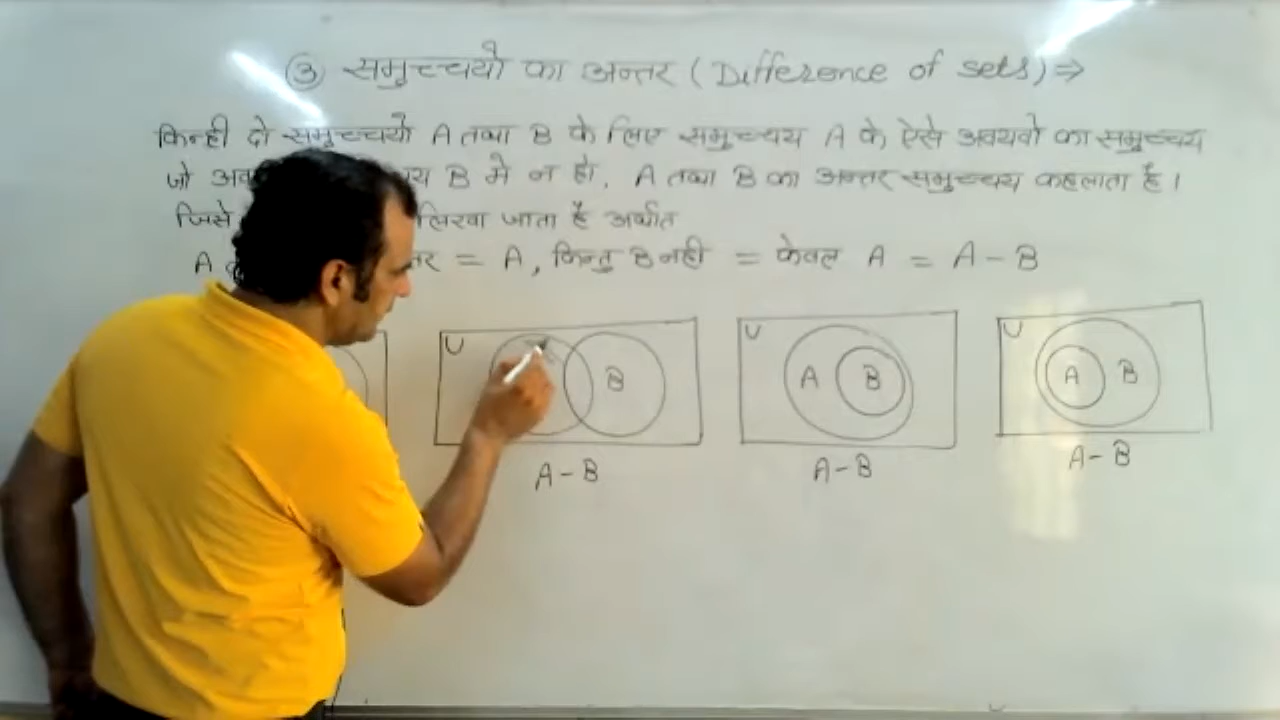 ③ समुच्चयो का अन्तर ( Difference of sets ) ⇒
किन्ही दो समुच्चयो A तथा B के लिए समुच्चय A के ऐसे अवयवो का समुच्चय
जो B मे न हो, A तथा B का अन्तर समुच्चय कहलाता है।
जिसे लिखा जाता है अर्थात
A = A , किन्तु B नही = केवल A = A - B
U B
U A B
U A B
A - B
A - B
A - B